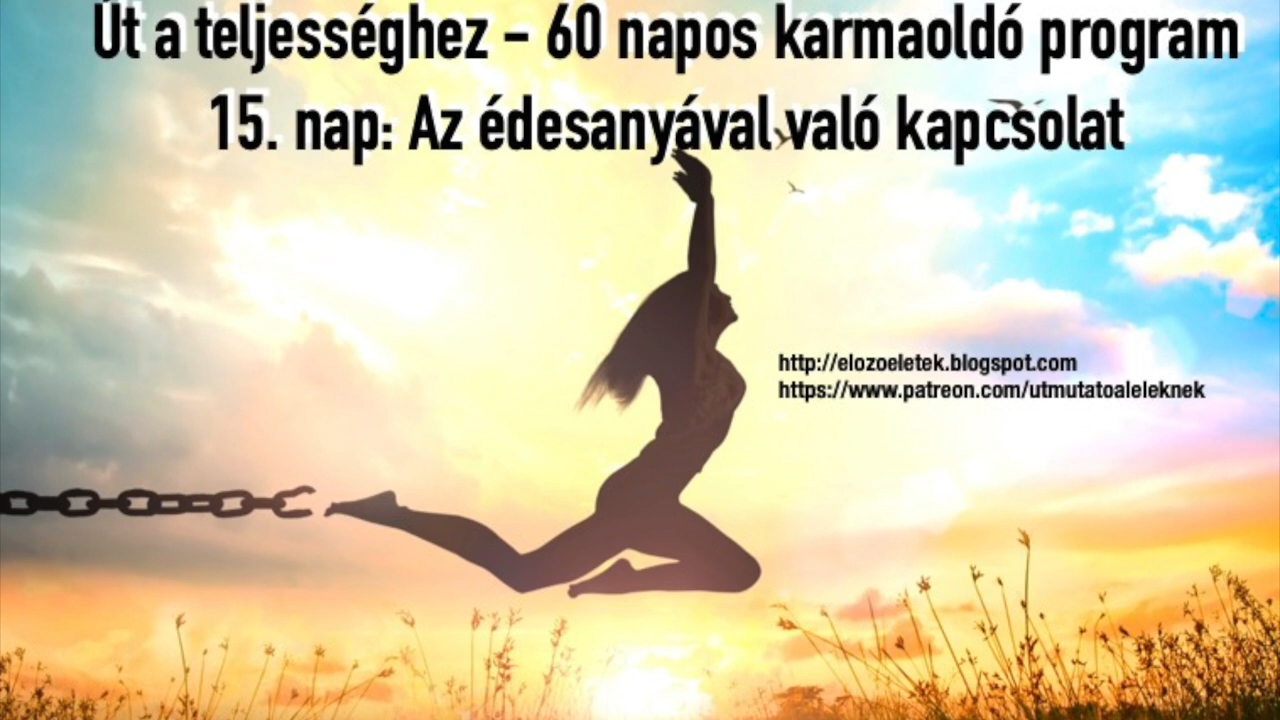 Út a teljességhez – 60 napos karmaoldó program
15. nap: Az édesanyával való kapcsolat
http://elozoeletek.blogspot.com
https://www.patreon.com/utmutatoaleleknek